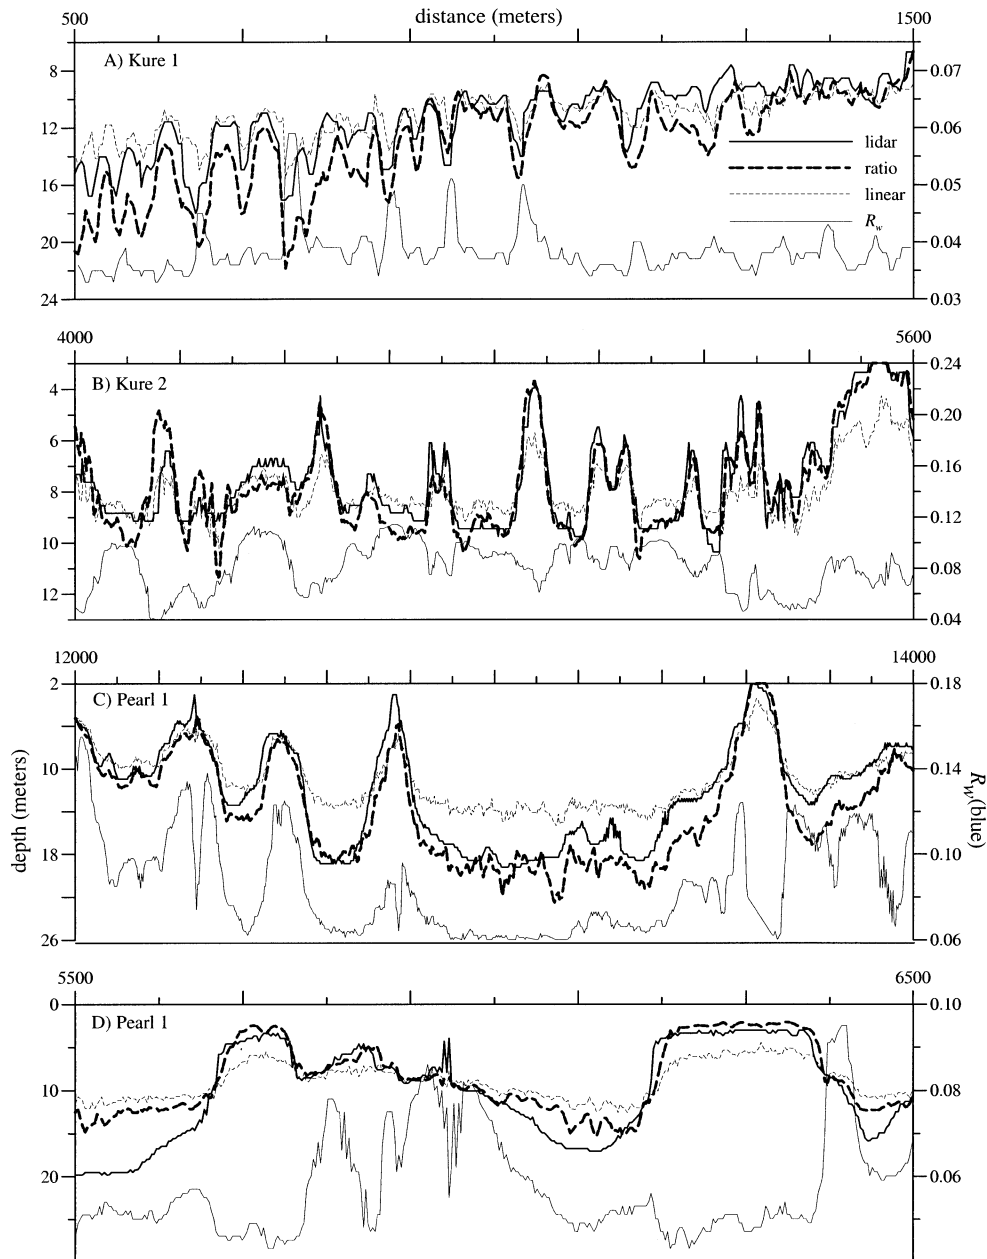 distance (meters)
500 1500
A) Kure 1
8 0.07
12 0.06
16 0.05
20 0.04
24 0.03
lidar
ratio
linear
Rw
4000 5600
B) Kure 2
4 0.24
6 0.20
8 0.16
10 0.12
12 0.08
0.04
12000 14000
C) Pearl 1
2 0.18
10 0.14
18 0.10
26 0.06
depth (meters)
Rw(blue)
5500 6500
D) Pearl 1
0 0.10
10 0.08
20 0.06